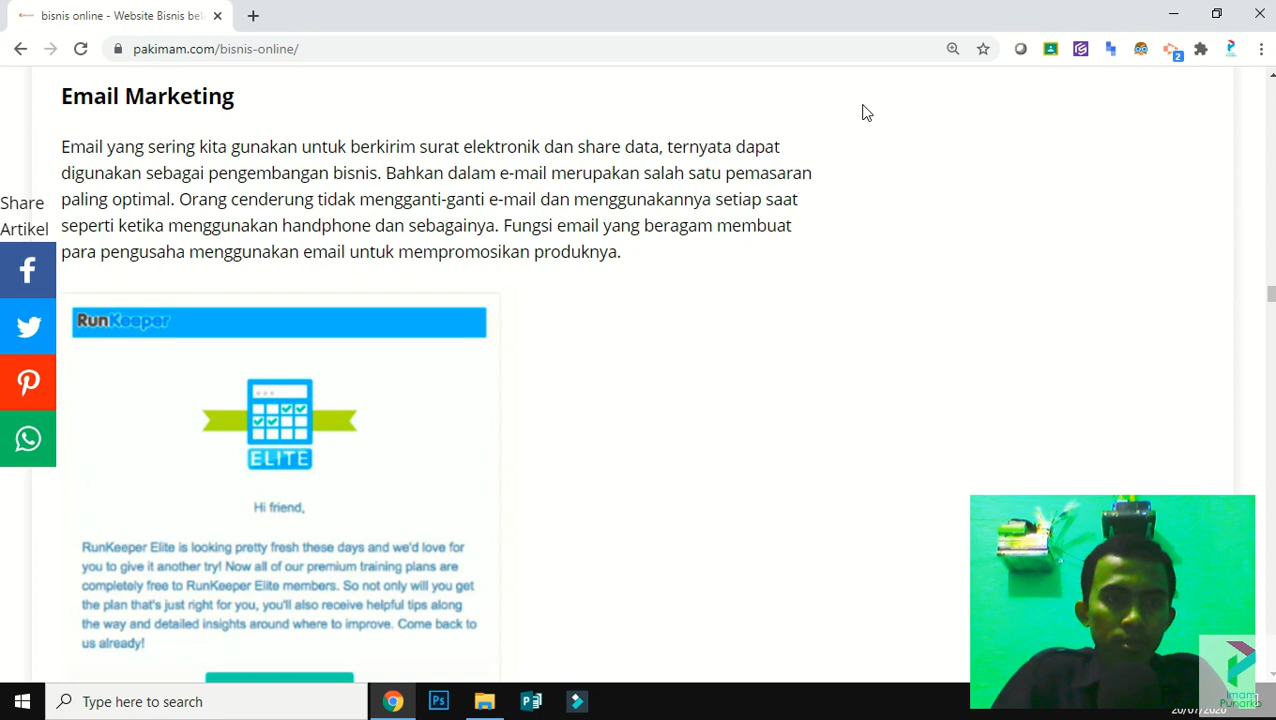 bisnis online - Website Bisnis be
pakimam.com/bisnis-online/
2
Email Marketing
Email yang sering kita gunakan untuk berkirim surat elektronik dan share data, ternyata dapat
digunakan sebagai pengembangan bisnis. Bahkan dalam e-mail merupakan salah satu pemasaran
paling optimal. Orang cenderung tidak mengganti-ganti e-mail dan menggunakannya setiap saat
seperti ketika menggunakan handphone dan sebagainya. Fungsi email yang beragam membuat
para pengusaha menggunakan email untuk mempromosikan produknya.
Share
Artikel
RunKeeper
ELITE
Hi friend,
RunKeeper Elite is looking pretty fresh these days and we'd love for
you to give it another try! Now all of our premium training plans are
completely free to RunKeeper Elite members. So not only will you get
the plan that's just right for you, you'll also receive helpful tips along
the way and detailed insights around where to improve. Come back to
us already!
Imam
Punarko
Type here to search
Ps
20/07/2020